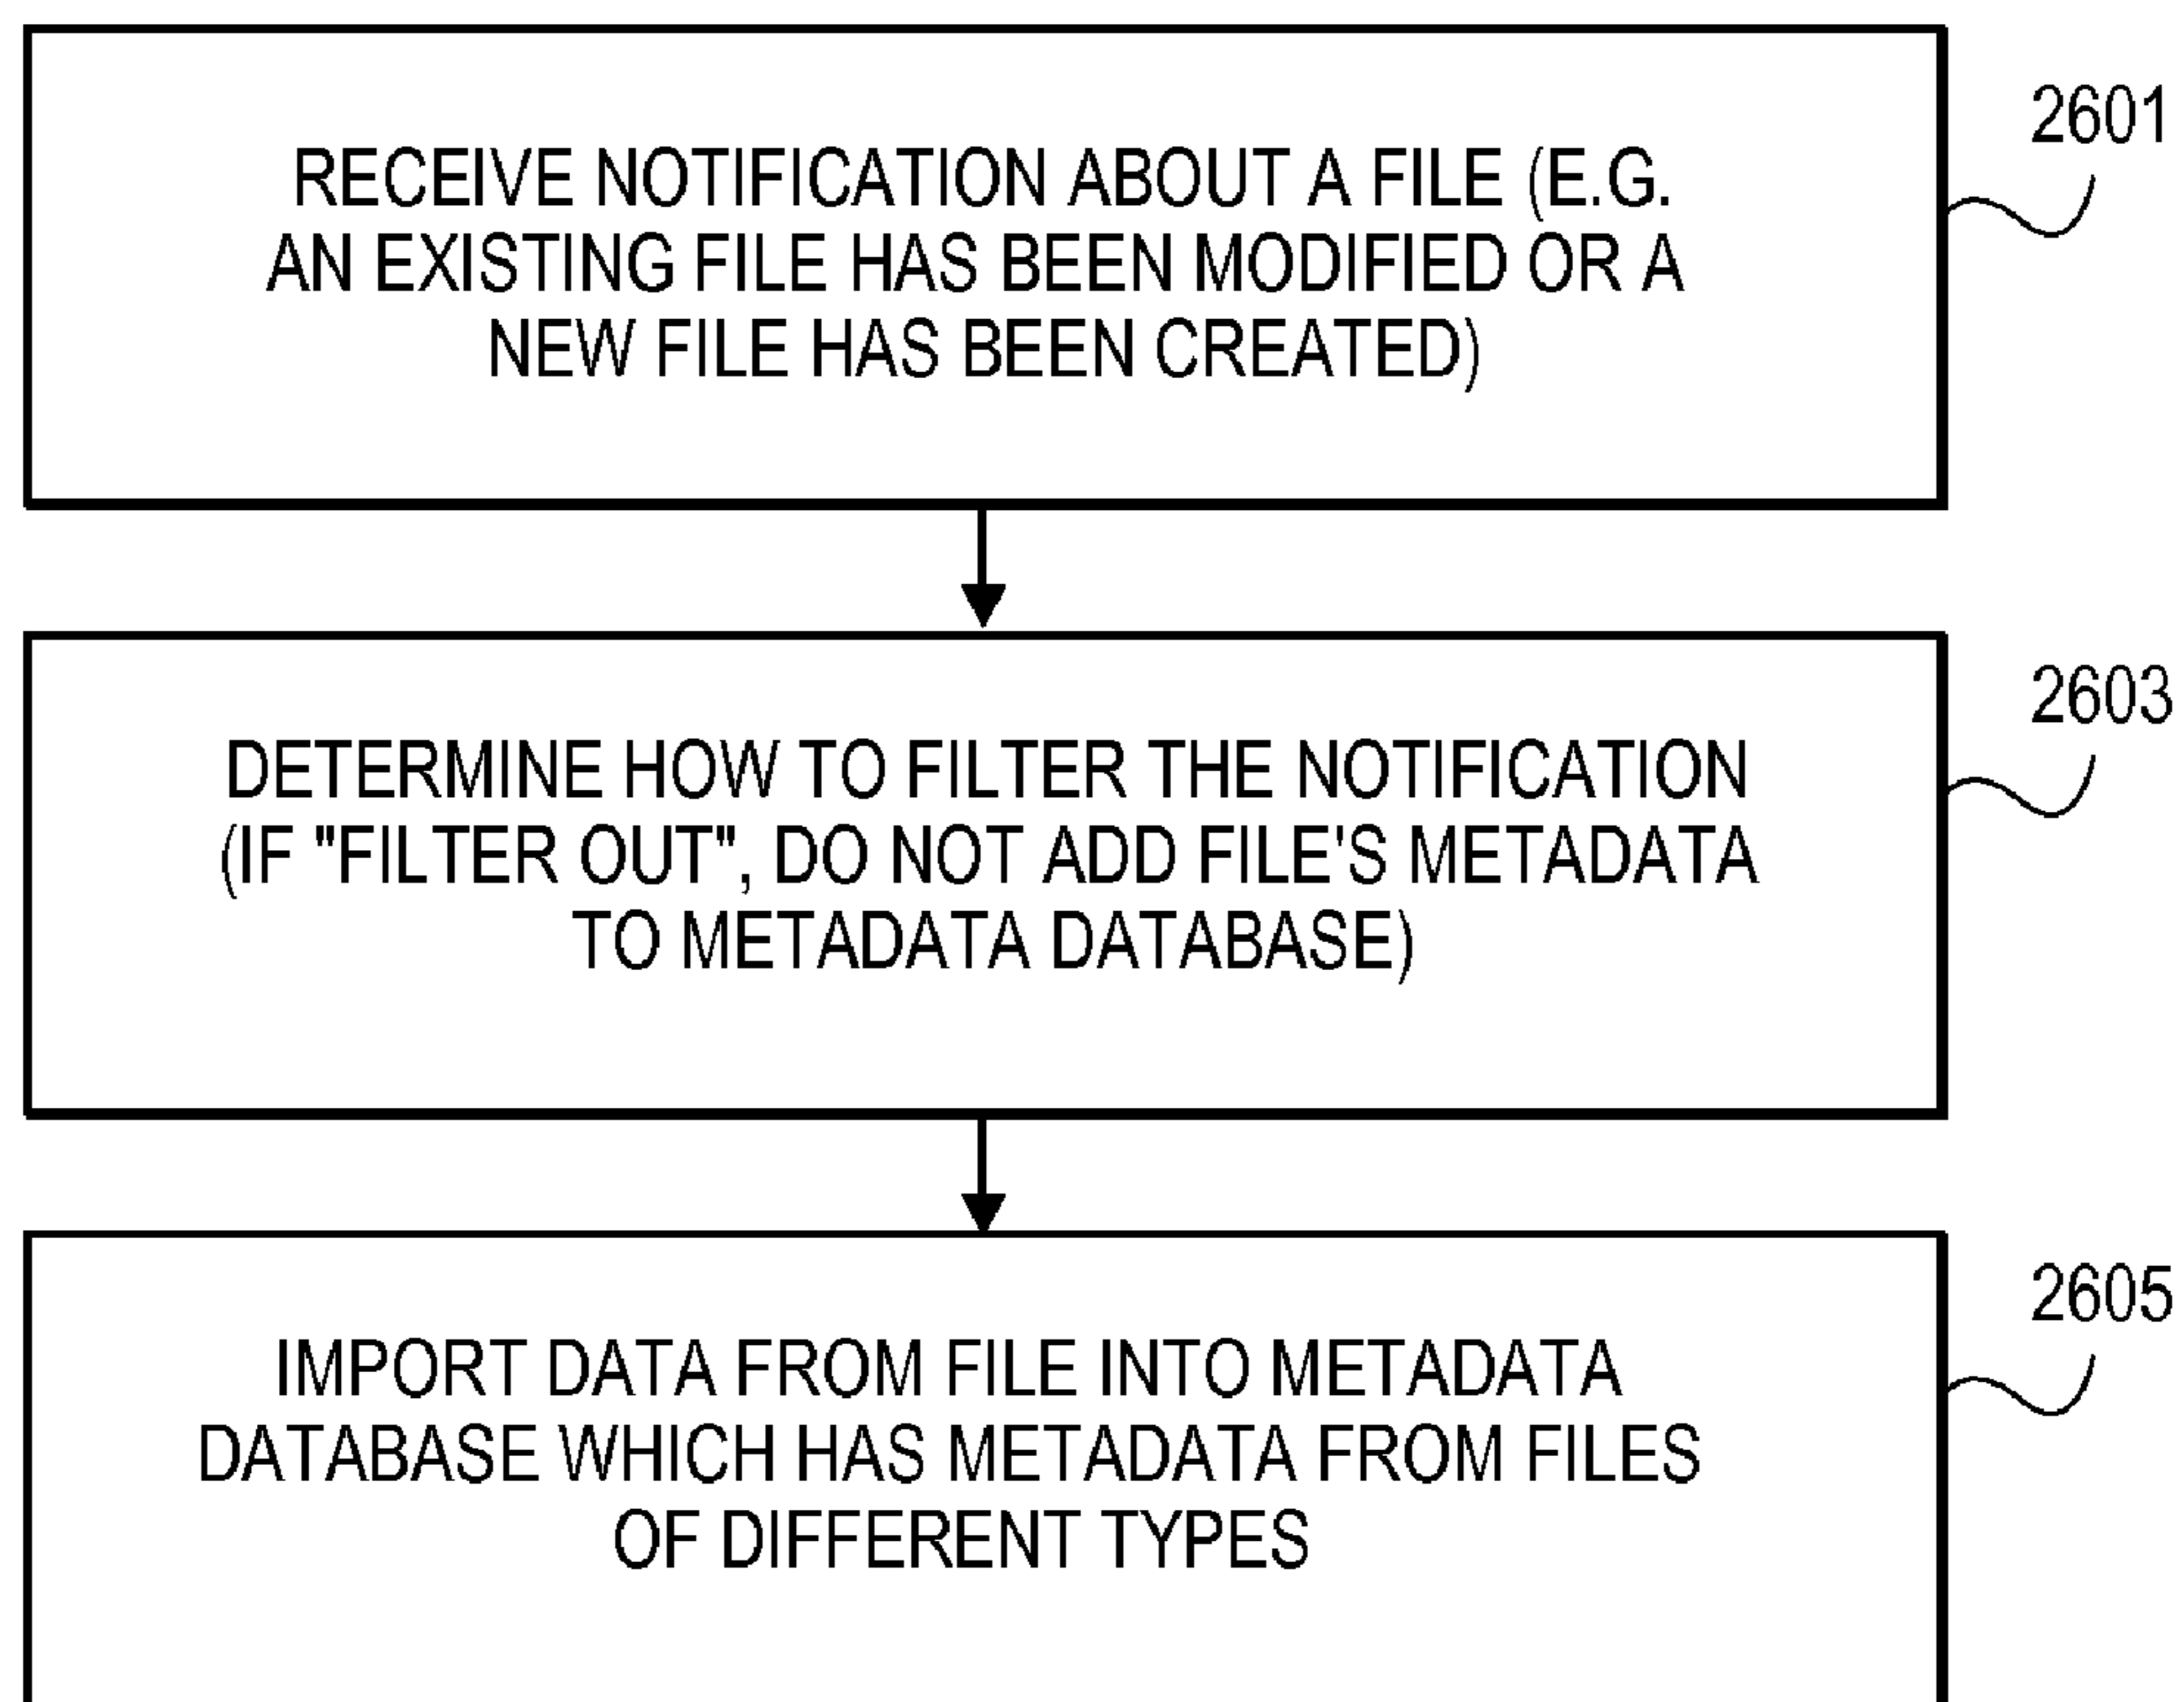 2601
RECEIVE NOTIFICATION ABOUT A FILE (E.G.
AN EXISTING FILE HAS BEEN MODIFIED OR A
NEW FILE HAS BEEN CREATED)
2603
DETERMINE HOW TO FILTER THE NOTIFICATION
(IF "FILTER OUT", DO NOT ADD FILE'S METADATA
TO METADATA DATABASE)
2605
IMPORT DATA FROM FILE INTO METADATA
DATABASE WHICH HAS METADATA FROM FILES
OF DIFFERENT TYPES